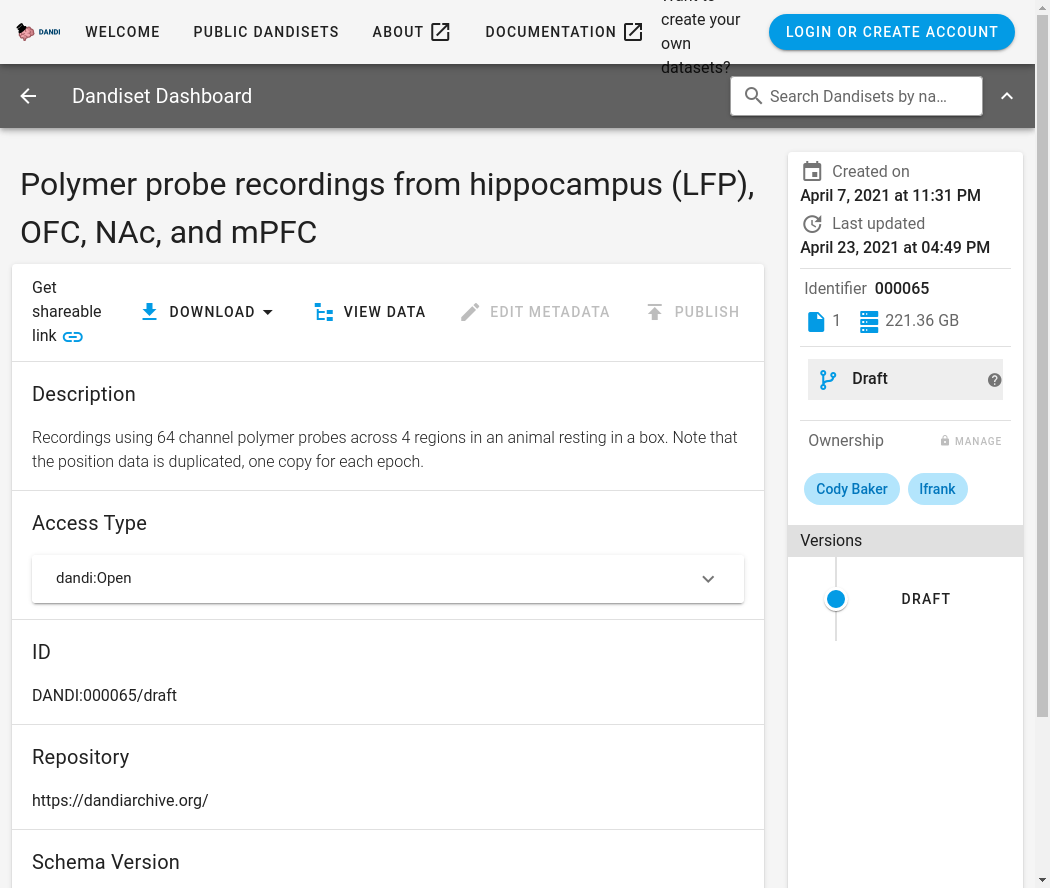 DANDI
WELCOME
PUBLIC DANDISETS
ABOUT
DOCUMENTATION
create your
own
datasets?
LOGIN OR CREATE ACCOUNT
Dandiset Dashboard
Search Dandisets by na...
Polymer probe recordings from hippocampus (LFP),
OFC, NAc, and mPFC
Get
shareable
link
DOWNLOAD
VIEW DATA
EDIT METADATA
PUBLISH
Description
Recordings using 64 channel polymer probes across 4 regions in an animal resting in a box. Note that
the position data is duplicated, one copy for each epoch.
Access Type
dandi:Open
ID
DANDI:000065/draft
Repository
https://dandiarchive.org/
Schema Version
Created on
April 7, 2021 at 11:31 PM
Last updated
April 23, 2021 at 04:49 PM
Identifier 000065
1
221.36 GB
Draft
Ownership
MANAGE
Cody Baker
lfrank
Versions
DRAFT